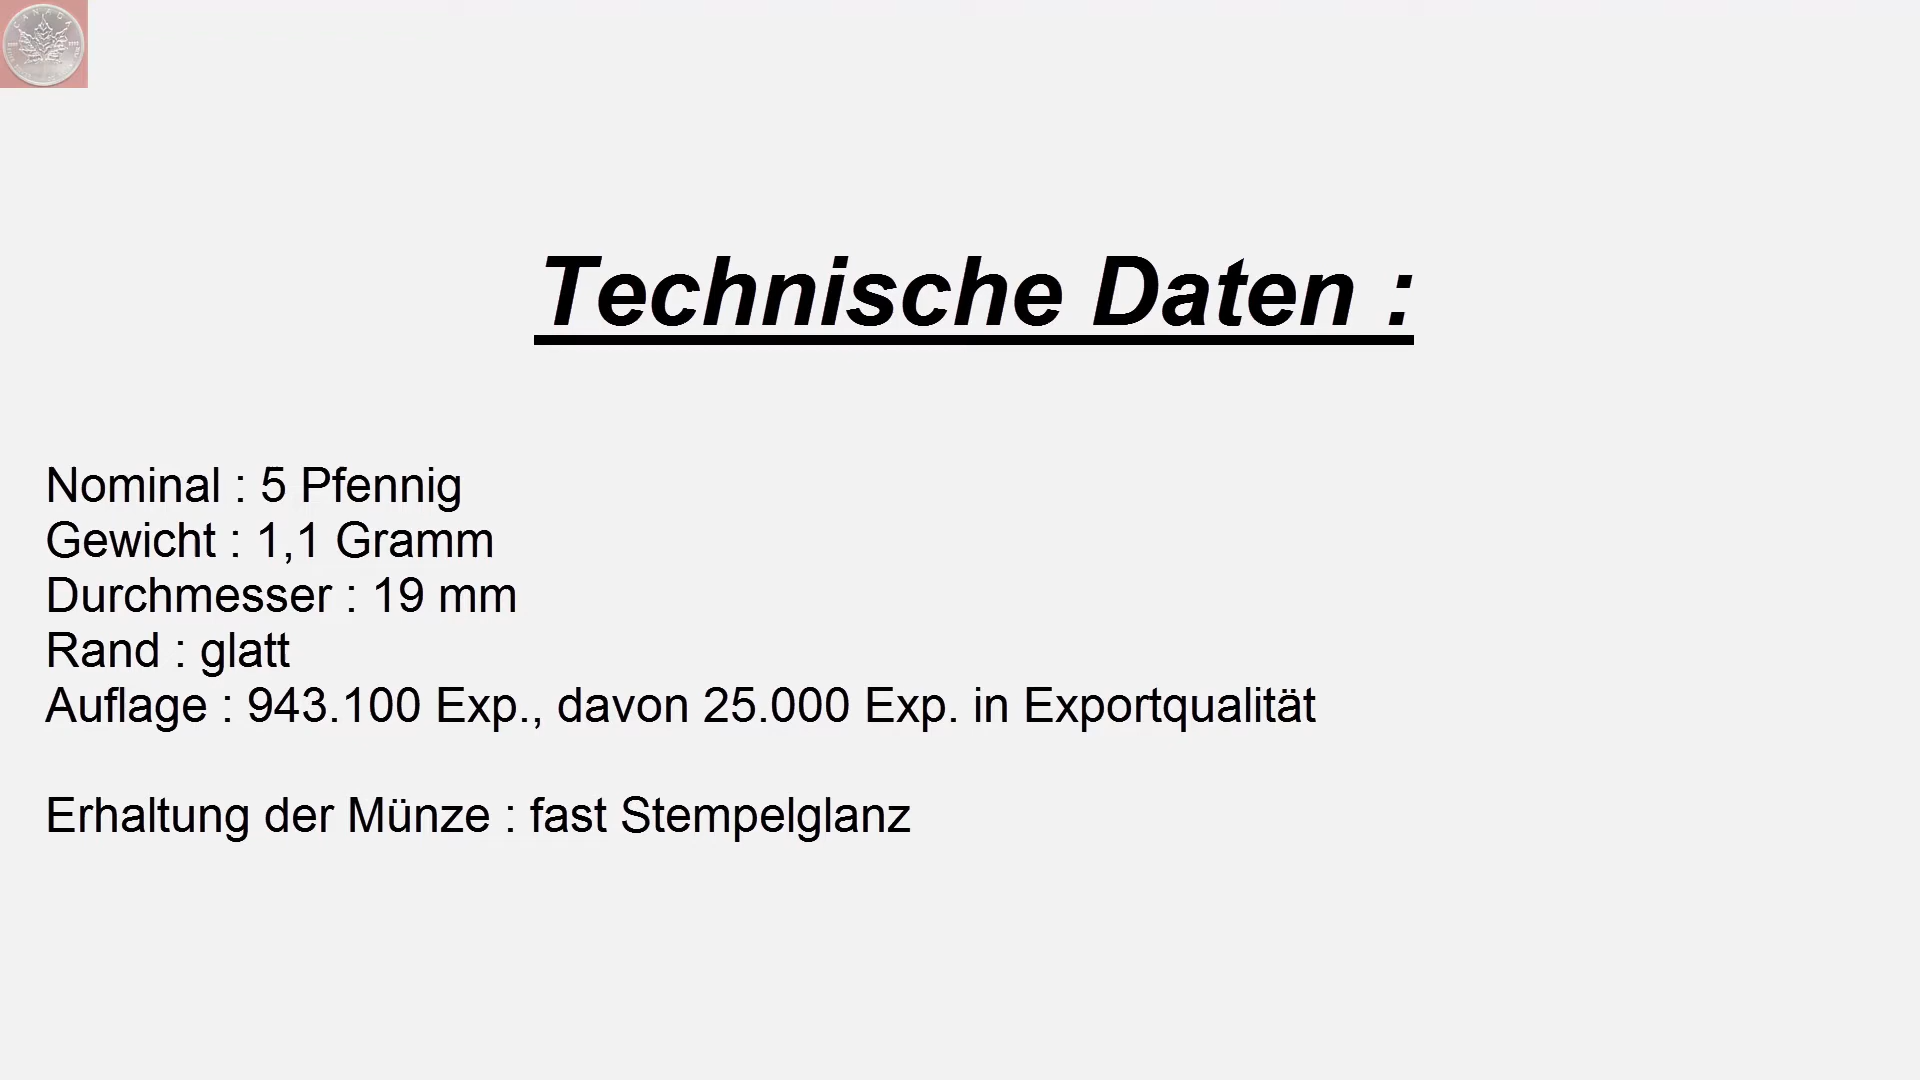 CANADA
Technische Daten :
Nominal : 5 Pfennig
Gewicht : 1,1 Gramm
Durchmesser : 19 mm
Rand : glatt
Auflage : 943.100 Exp., davon 25.000 Exp. in Exportqualität
Erhaltung der Münze : fast Stempelglanz